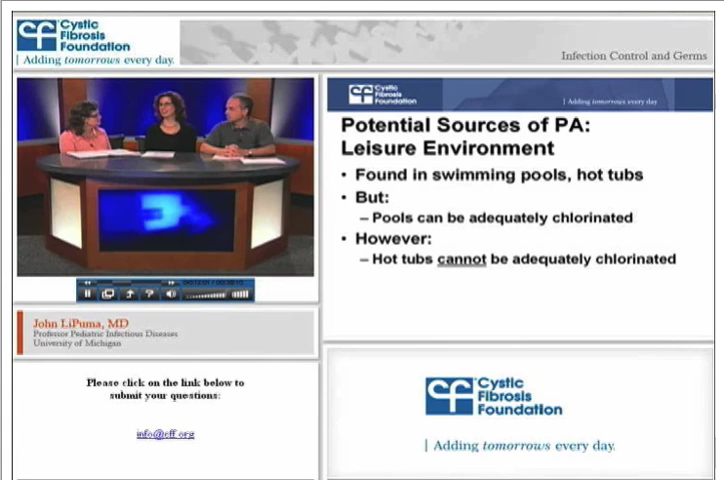 Cystic
Fibrosis
Foundation
Adding tomorrows every day.
Infection Control and Germs
Cystic
Fibrosis
Foundation
Adding tomorrows every day
Potential Sources of PA:
Leisure Environment
• Found in swimming pools, hot tubs
• But:
– Pools can be adequately chlorinated
• However:
– Hot tubs cannot be adequately chlorinated
John LiPuma, MD
Professor Pediatric Infectious Diseases
University of Michigan
Please click on the link below to
submit your questions:
info@cff.org
Cystic
Fibrosis
Foundation
Adding tomorrows every day.